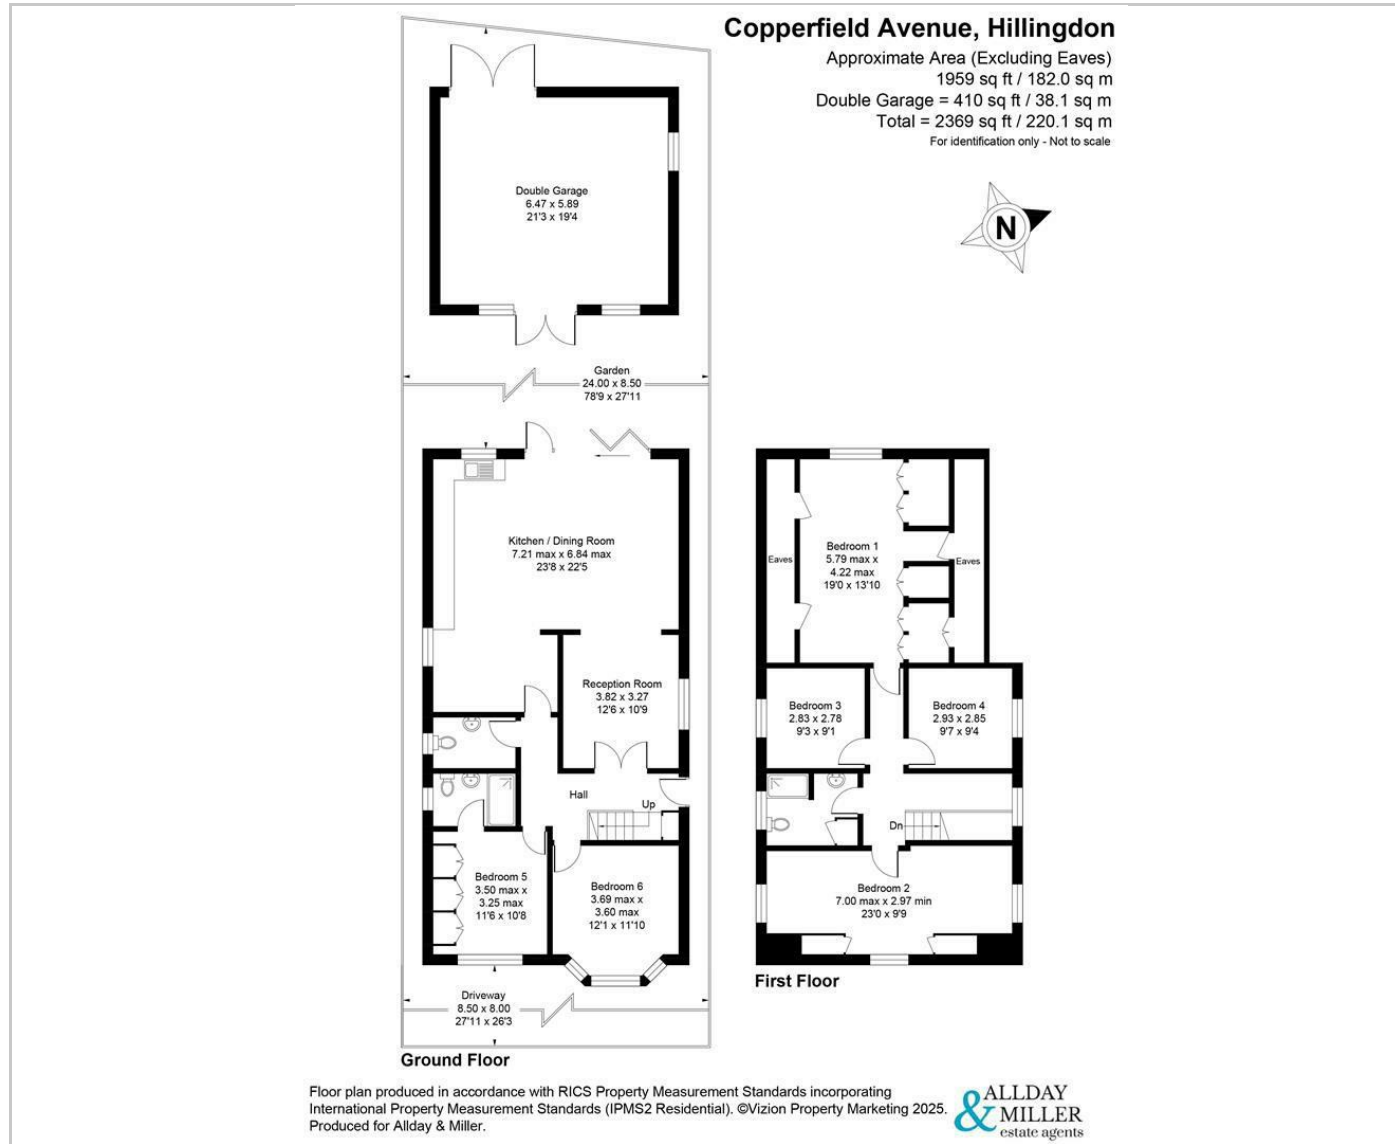 Copperfield Avenue, Hillingdon
Approximate Area (Excluding Eaves)
1959 sq ft / 182.0 sq m
Double Garage = 410 sq ft / 38.1 sq m
Total = 2369 sq ft / 220.1 sq m
For identification only - Not to scale
N
Double Garage
6.47 x 5.89
21'3 x 19'4
Garden
24.00 x 8.50
78'9 x 27'11
Kitchen / Dining Room
7.21 max x 6.84 max
23'8 x 22'5
Reception Room
3.82 x 3.27
12'6 x 10'9
Hall
Up
Bedroom 5
3.50 max x
3.25 max
11'6 x 10'8
Bedroom 6
3.69 max x
3.60 max
12'1 x 11'10
Driveway
8.50 x 8.00
27'11 x 26'3
Ground Floor
Eaves
Bedroom 1
5.79 max x
4.22 max
19'0 x 13'10
Eaves
Bedroom 3
2.83 x 2.78
9'3 x 9'1
Bedroom 4
2.93 x 2.85
9'7 x 9'4
Dn
Bedroom 2
7.00 max x 2.97 min
23'0 x 9'9
First Floor
Floor plan produced in accordance with RICS Property Measurement Standards incorporating
International Property Measurement Standards (IPMS2 Residential). ©Vizion Property Marketing 2025.
Produced for Allday & Miller.
ALLDAY
& MILLER
estate agents